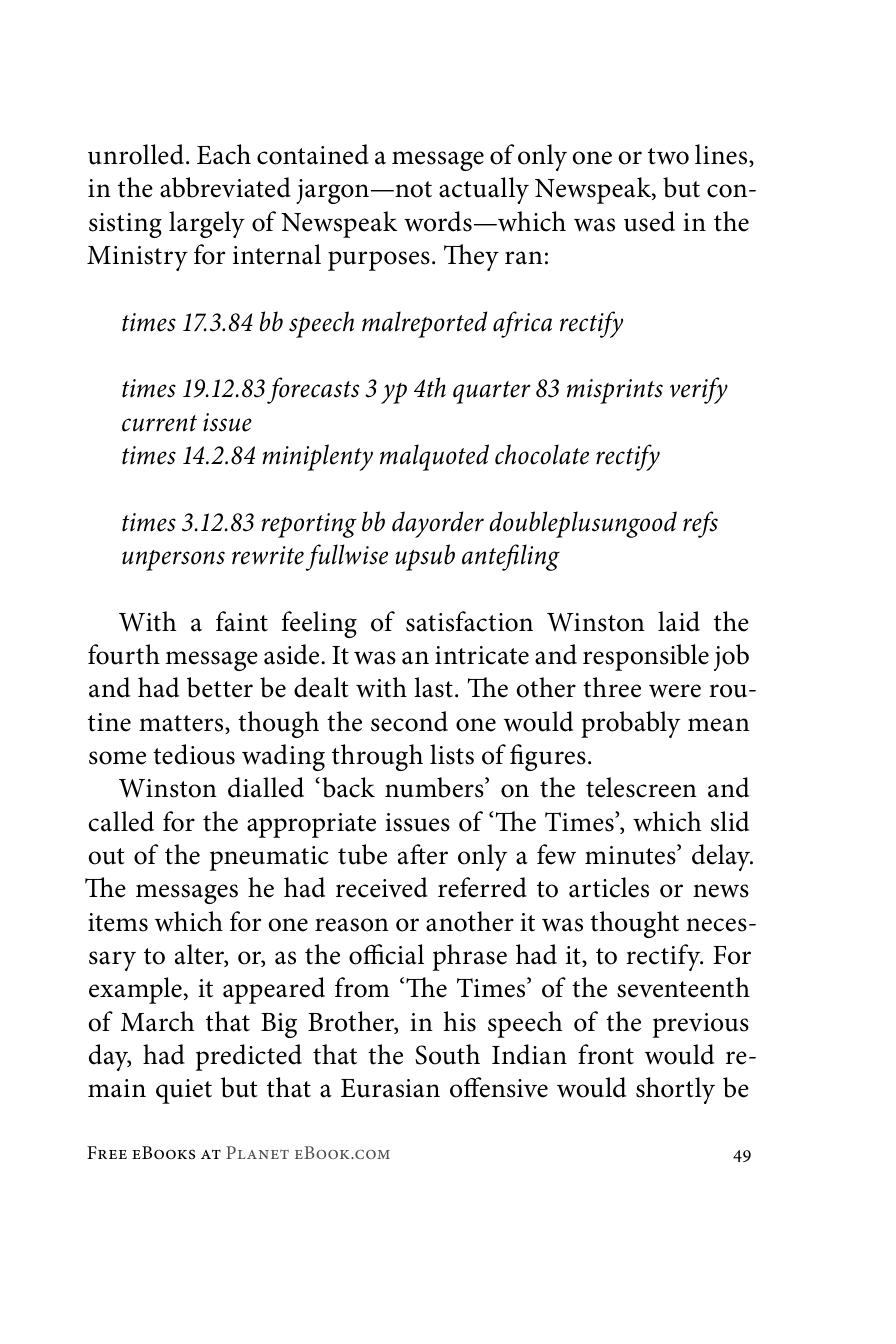 unrolled. Each contained a message of only one or two lines,
in the abbreviated jargon—not actually Newspeak, but con-
sisting largely of Newspeak words—which was used in the
Ministry for internal purposes. They ran:
times 17.3.84 bb speech malreported africa rectify
times 19.12.83 forecasts 3 yp 4th quarter 83 misprints verify
current issue
times 14.2.84 miniplenty malquoted chocolate rectify
times 3.12.83 reporting bb dayorder doubleplusungood refs
unpersons rewrite fullwise upsub antefiling
With a faint feeling of satisfaction Winston laid the
fourth message aside. It was an intricate and responsible job
and had better be dealt with last. The other three were rou-
tine matters, though the second one would probably mean
some tedious wading through lists of figures.
Winston dialled ‘back numbers’ on the telescreen and
called for the appropriate issues of ‘The Times’, which slid
out of the pneumatic tube after only a few minutes’ delay.
The messages he had received referred to articles or news
items which for one reason or another it was thought neces-
sary to alter, or, as the official phrase had it, to rectify. For
example, it appeared from ‘The Times’ of the seventeenth
of March that Big Brother, in his speech of the previous
day, had predicted that the South Indian front would re-
main quiet but that a Eurasian offensive would shortly be
Free eBooks at Planet eBook.com 49